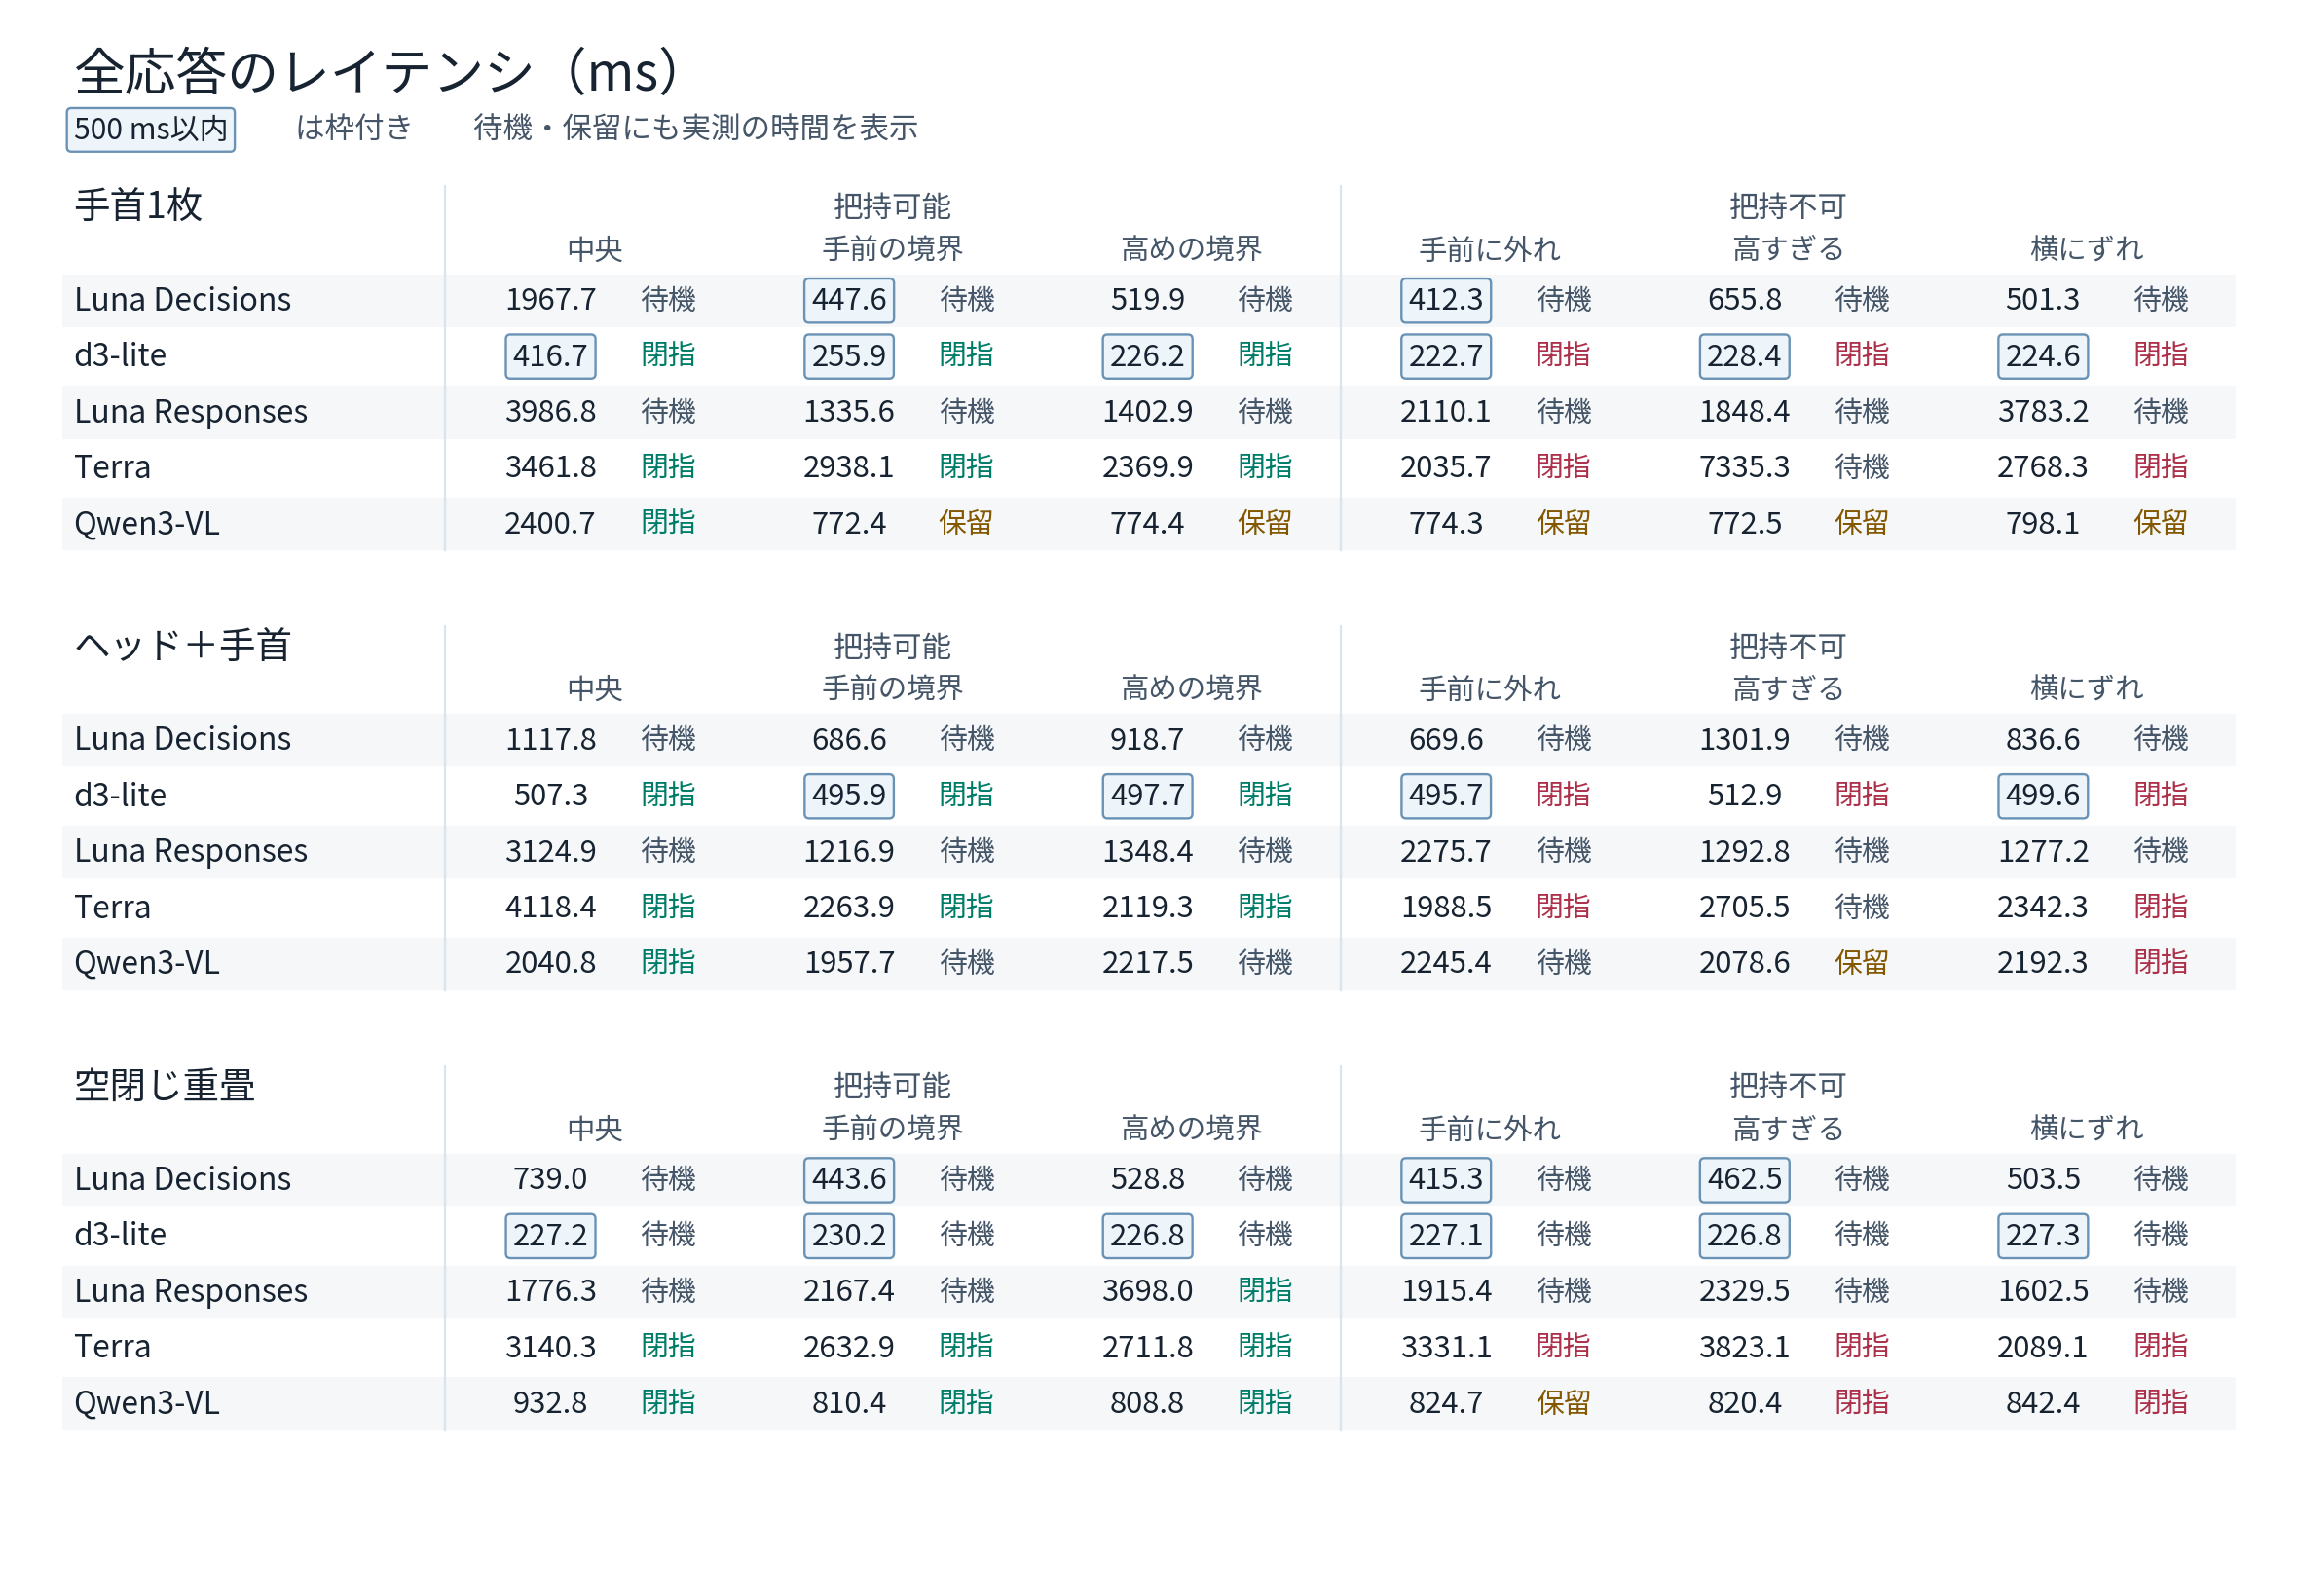 全応答のレイテンシ（ms）
500 ms以内 は枠付き 待機・保留にも実測の時間を表示
手首1枚 把持可能 把持不可
中央 手前の境界 高めの境界 手前に外れ 高すぎる 横にずれ
Luna Decisions 1967.7 待機 447.6 待機 519.9 待機 412.3 待機 655.8 待機 501.3 待機
d3-lite 416.7 閉指 255.9 閉指 226.2 閉指 222.7 閉指 228.4 閉指 224.6 閉指
Luna Responses 3986.8 待機 1335.6 待機 1402.9 待機 2110.1 待機 1848.4 待機 3783.2 待機
Terra 3461.8 閉指 2938.1 閉指 2369.9 閉指 2035.7 閉指 7335.3 待機 2768.3 閉指
Qwen3-VL 2400.7 閉指 772.4 保留 774.4 保留 774.3 保留 772.5 保留 798.1 保留
ヘッド＋手首 把持可能 把持不可
中央 手前の境界 高めの境界 手前に外れ 高すぎる 横にずれ
Luna Decisions 1117.8 待機 686.6 待機 918.7 待機 669.6 待機 1301.9 待機 836.6 待機
d3-lite 507.3 閉指 495.9 閉指 497.7 閉指 495.7 閉指 512.9 閉指 499.6 閉指
Luna Responses 3124.9 待機 1216.9 待機 1348.4 待機 2275.7 待機 1292.8 待機 1277.2 待機
Terra 4118.4 閉指 2263.9 閉指 2119.3 閉指 1988.5 閉指 2705.5 待機 2342.3 閉指
Qwen3-VL 2040.8 閉指 1957.7 待機 2217.5 待機 2245.4 待機 2078.6 保留 2192.3 閉指
空閉じ重畳 把持可能 把持不可
中央 手前の境界 高めの境界 手前に外れ 高すぎる 横にずれ
Luna Decisions 739.0 待機 443.6 待機 528.8 待機 415.3 待機 462.5 待機 503.5 待機
d3-lite 227.2 待機 230.2 待機 226.8 待機 227.1 待機 226.8 待機 227.3 待機
Luna Responses 1776.3 待機 2167.4 待機 3698.0 閉指 1915.4 待機 2329.5 待機 1602.5 待機
Terra 3140.3 閉指 2632.9 閉指 2711.8 閉指 3331.1 閉指 3823.1 閉指 2089.1 閉指
Qwen3-VL 932.8 閉指 810.4 閉指 808.8 閉指 824.7 保留 820.4 閉指 842.4 閉指